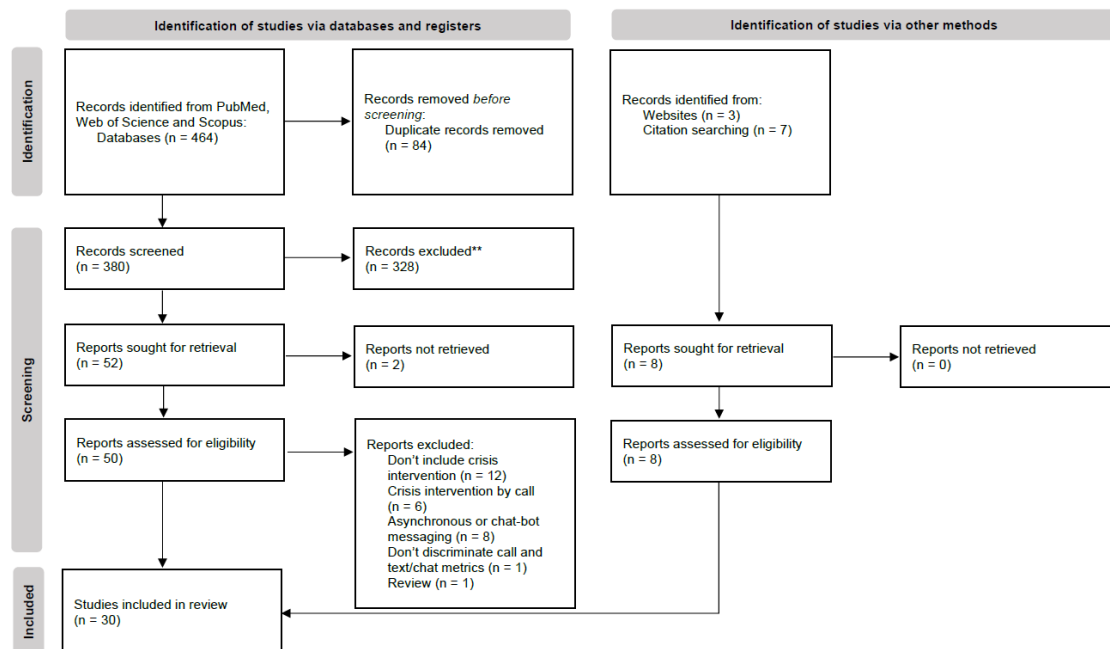 Identification of studies via databases and registers
Identification of studies via other methods
Identification
Records identified from PubMed,
Web of Science and Scopus:
Databases (n = 464)
Records removed before
screening:
Duplicate records removed
(n = 84)
Records identified from:
Websites (n = 3)
Citation searching (n = 7)
Screening
Records screened
(n = 380)
Records excluded**
(n = 328)
Reports sought for retrieval
(n = 52)
Reports not retrieved
(n = 2)
Reports sought for retrieval
(n = 8)
Reports not retrieved
(n = 0)
Reports assessed for eligibility
(n = 50)
Reports excluded:
Don’t include crisis
intervention (n = 12)
Crisis intervention by call
(n = 6)
Asynchronous or chat-bot
messaging (n = 8)
Don’t discriminate call and
text/chat metrics (n = 1)
Review (n = 1)
Reports assessed for eligibility
(n = 8)
Included
Studies included in review
(n = 30)